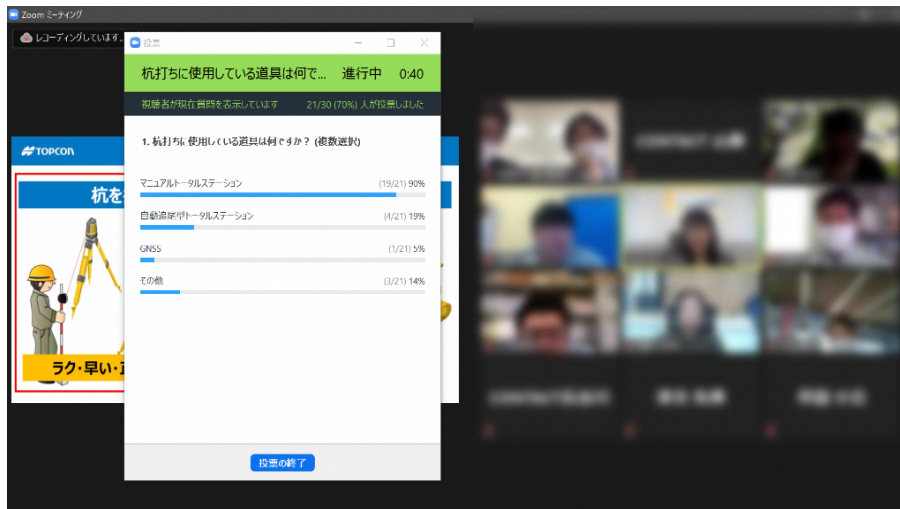 Zoom ミーティング
レコーディングしています...
投票
杭打ちに使用している道具は何で... 進行中 0:40
視聴者が現在質問を表示しています 21/30 (70%) 人が投票しました
1. 杭打ちに使用している道具は何ですか? (複数選択)
マニュアルトータルステーション (19/21) 90%
自動追尾型トータルステーション (4/21) 19%
GNSS (1/21) 5%
その他 (3/21) 14%
投票の終了
TOPCON
杭を
ラク・早い・